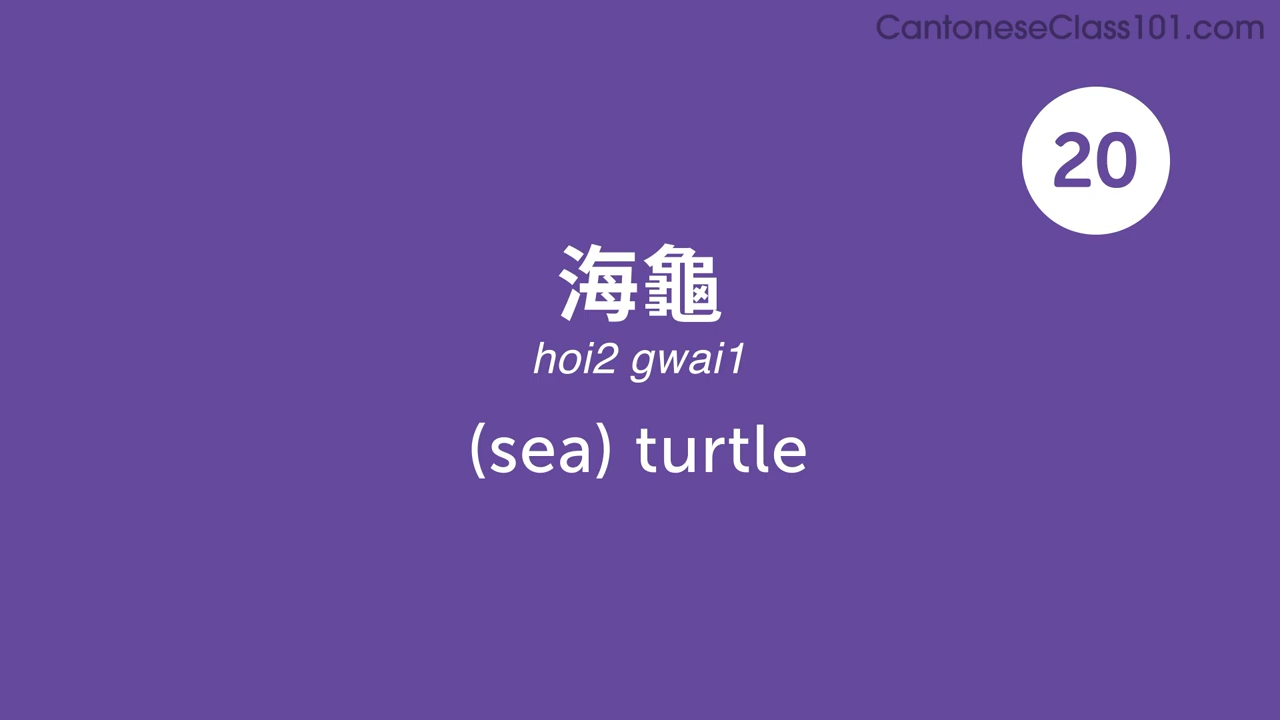 CantoneseClass101.com
20
海龜
hoi2 gwai1
(sea) turtle